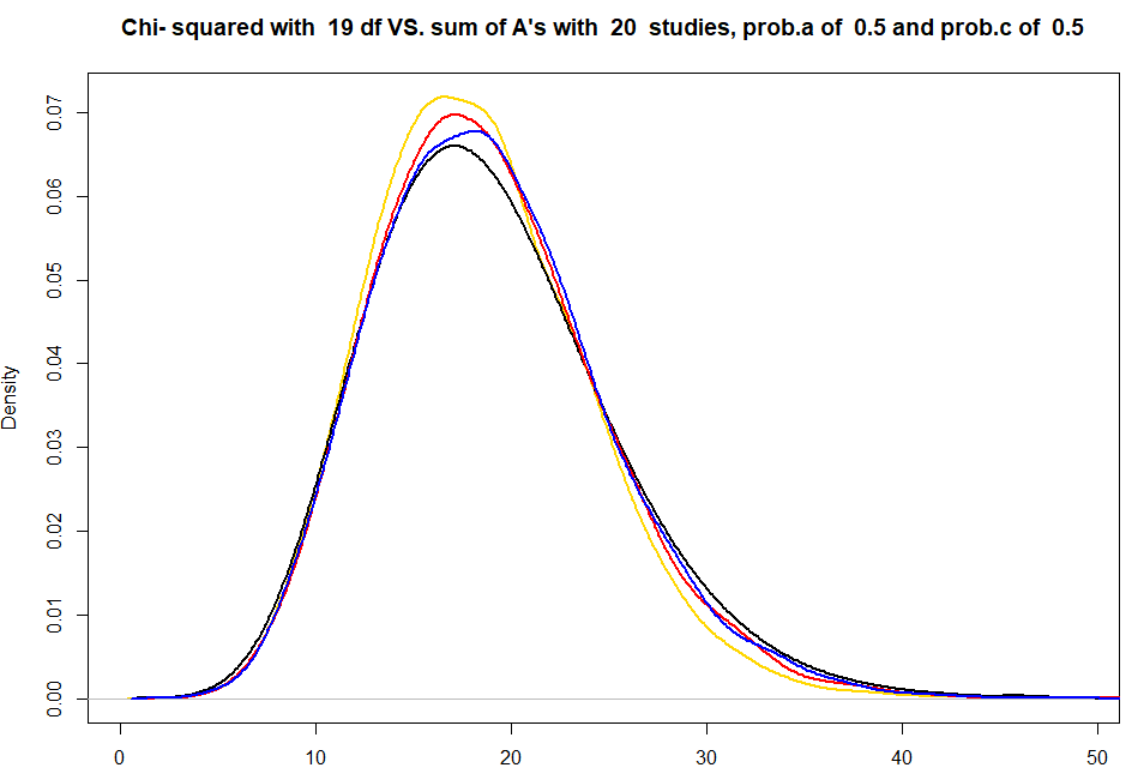 Chi- squared with 19 df VS. sum of A's with 20 studies, prob.a of 0.5 and prob.c of 0.5
0.07
0.06
0.05
0.04
0.03
0.02
0.01
0.00
Density
0 10 20 30 40 50